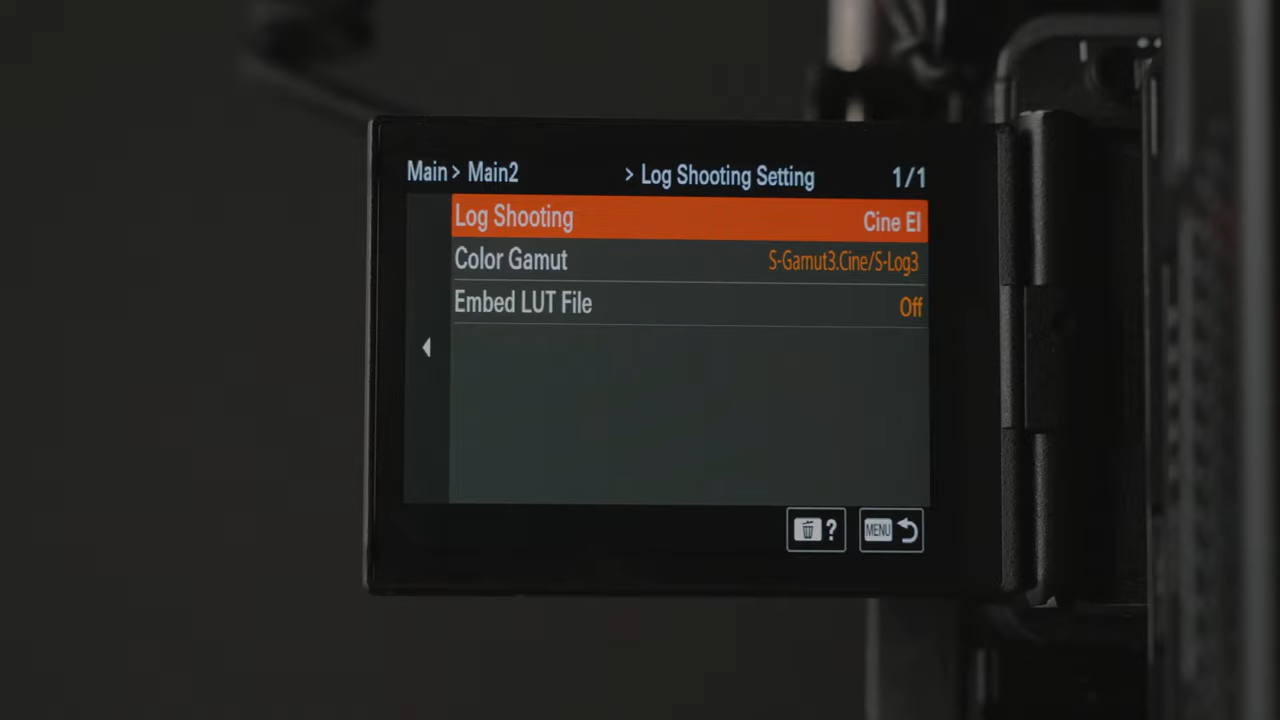 Main > Main2 > Log Shooting Setting 1/1
Log Shooting Cine EI
Color Gamut S-Gamut3.Cine/S-Log3
Embed LUT File Off
? MENU